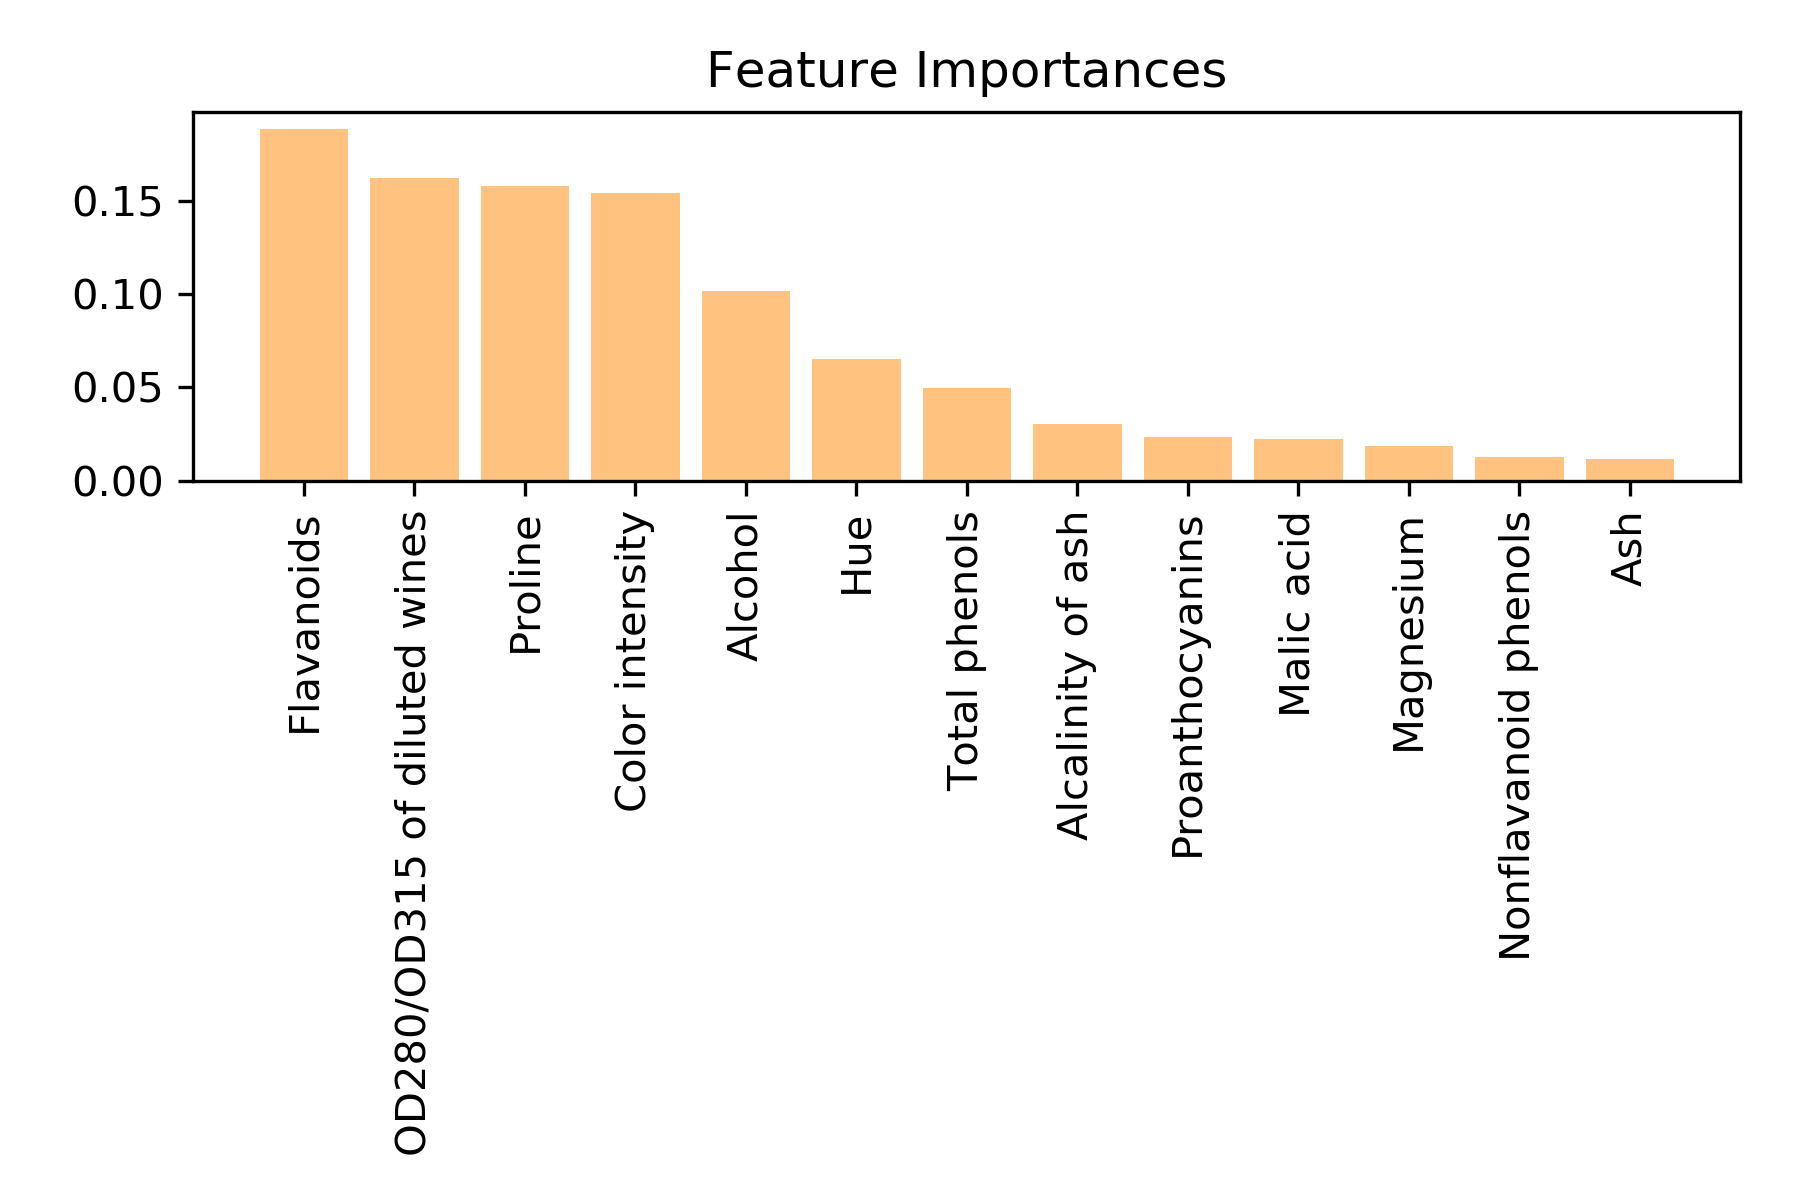 Feature Importances
0.15
0.10
0.05
0.00
Flavanoids
OD280/OD315 of diluted wines
Proline
Color intensity
Alcohol
Hue
Total phenols
Alcalinity of ash
Proanthocyanins
Malic acid
Magnesium
Nonflavanoid phenols
Ash